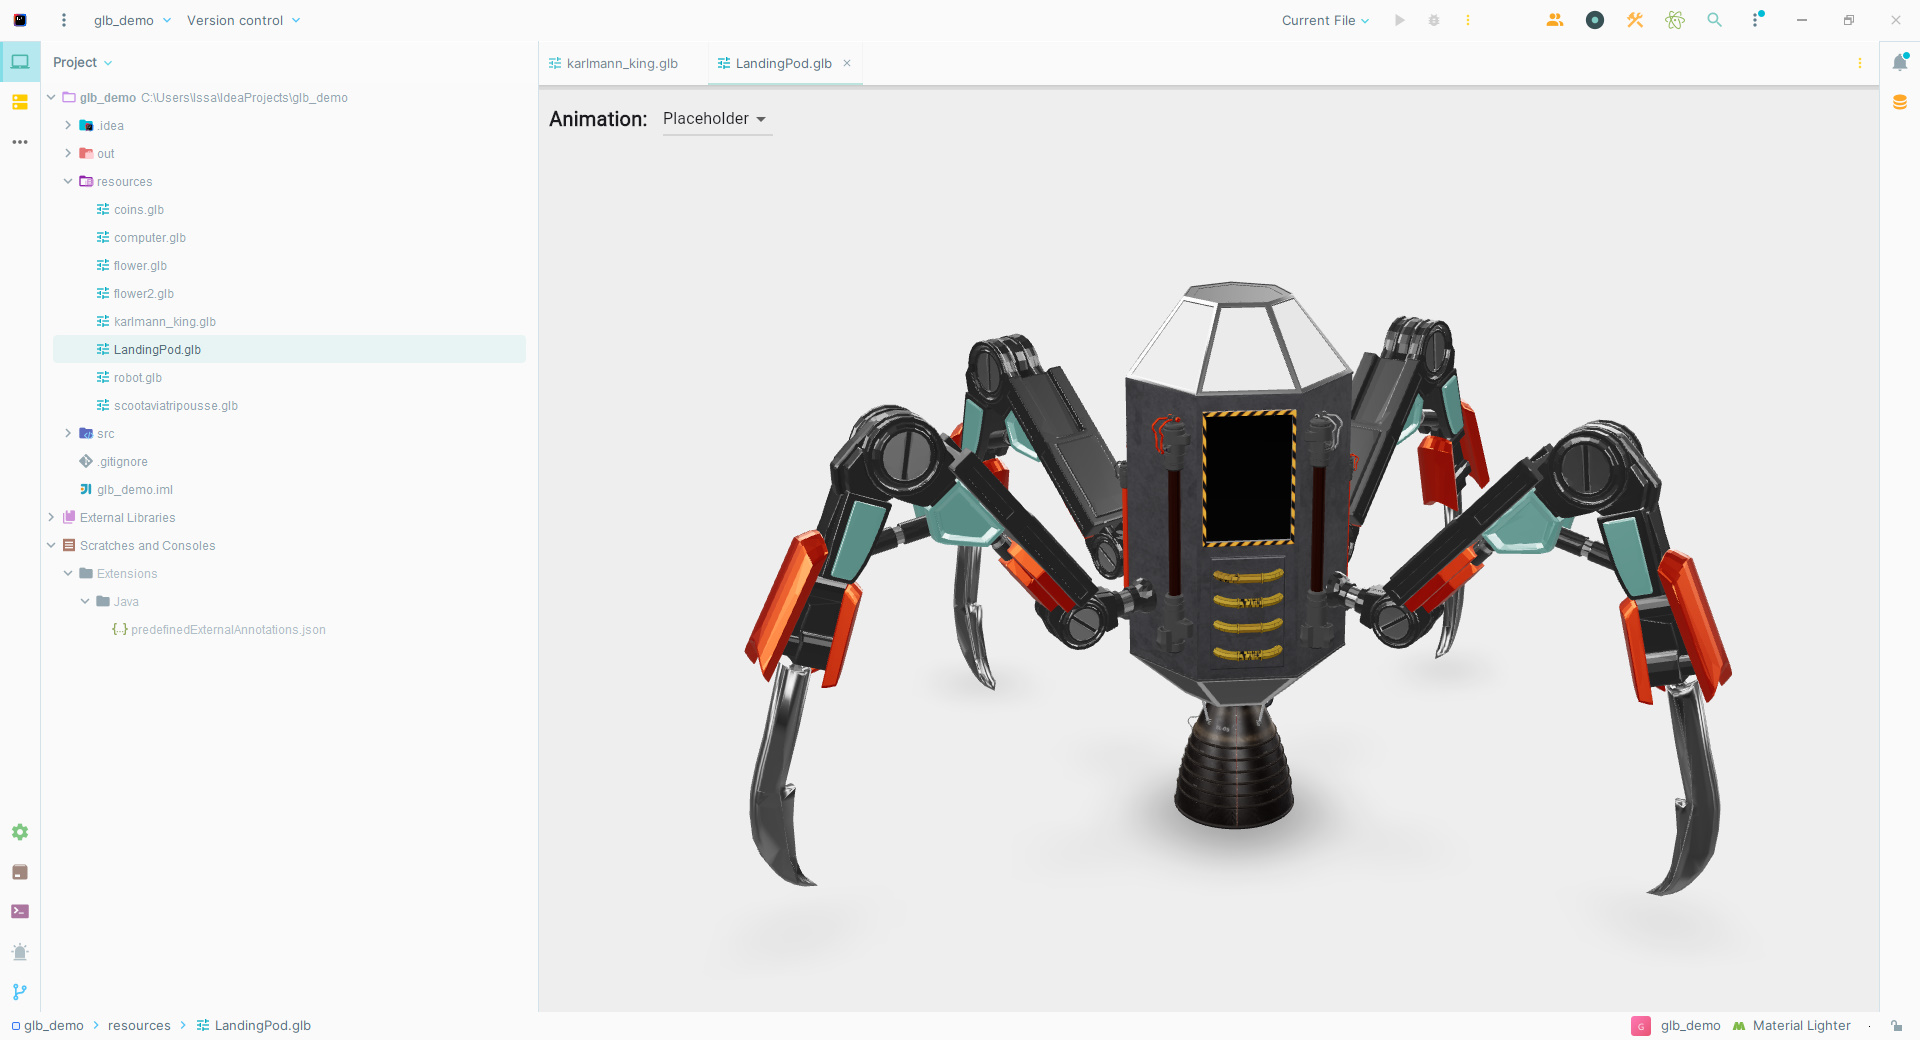 glb_demo Version control Current File
Project
karlmann_king.glb LandingPod.glb
glb_demo C:\Users\Issa\IdeaProjects\glb_demo
.idea
out
resources
coins.glb
computer.glb
flower.glb
flower2.glb
karlmann_king.glb
LandingPod.glb
robot.glb
scootaviatripousse.glb
src
.gitignore
glb_demo.iml
External Libraries
Scratches and Consoles
Extensions
Java
predefinedExternalAnnotations.json
Animation: Placeholder
glb_demo resources LandingPod.glb
G glb_demo Material Lighter